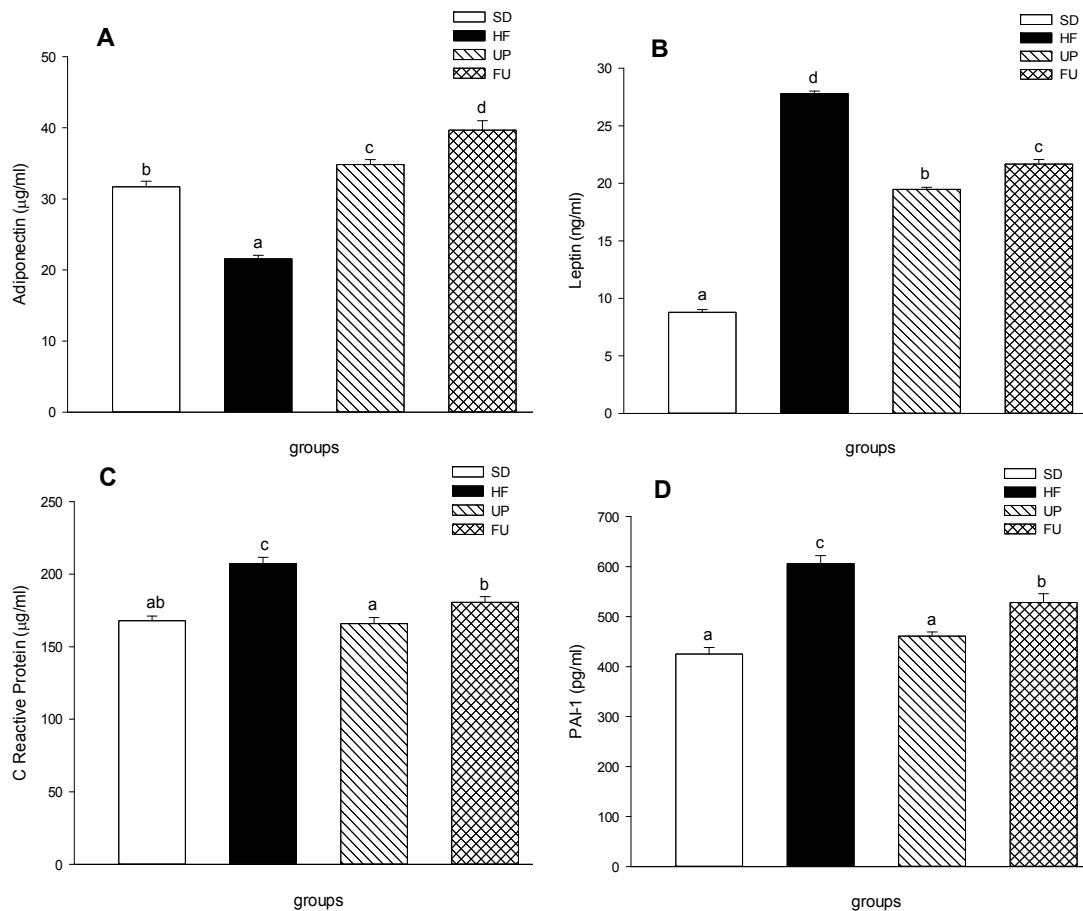 A
SD
HF
UP
FU
50
40
30
20
10
0
Adiponectin (μg/ml)
b
a
c
d
groups
B
SD
HF
UP
FU
30
25
20
15
10
5
0
Leptin (ng/ml)
a
d
b
c
groups
C
SD
HF
UP
FU
250
200
150
100
50
0
C Reactive Protein (μg/ml)
ab
c
a
b
groups
D
SD
HF
UP
FU
700
600
500
400
300
200
100
0
PAI-1 (pg/ml)
a
c
a
b
groups